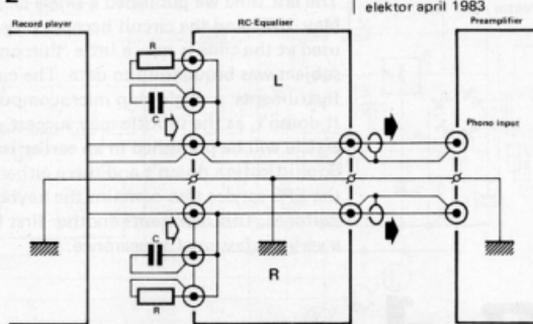 elektor april 1983
Record player
RC-Equaliser
Preamplifier
R
C
L
Phono input
C
R
R